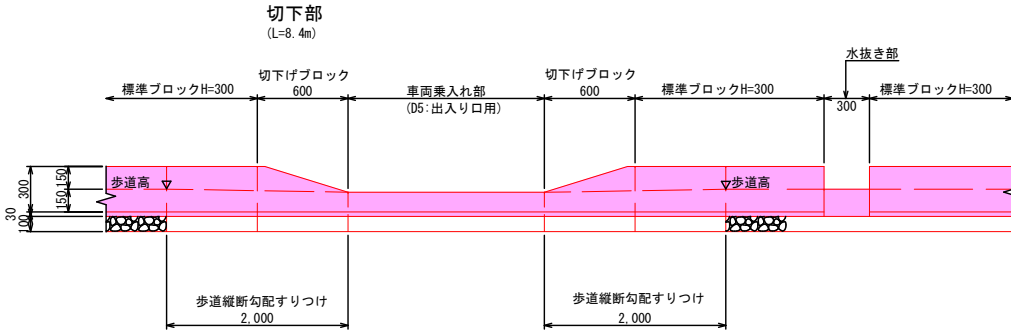 切下部
(L=8.4m)
水抜き部
切下げブロック
切下げブロック
標準ブロックH=300
車両乗入れ部
標準ブロックH=300
標準ブロックH=300
600
(D5:出入り口用)
600
300
歩道高
歩道高
300
150
150
30
100
歩道縦断勾配すりつけ
歩道縦断勾配すりつけ
2,000
2,000